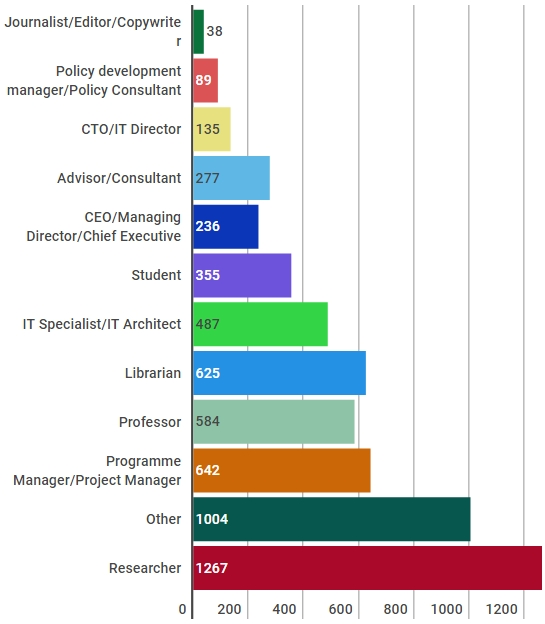 Journalist/Editor/Copywrite
r
38
Policy development
manager/Policy Consultant
89
CTO/IT Director
135
Advisor/Consultant
277
CEO/Managing
Director/Chief Executive
236
Student
355
IT Specialist/IT Architect
487
Librarian
625
Professor
584
Programme
Manager/Project Manager
642
Other
1004
Researcher
1267
0 200 400 600 800 1000 1200